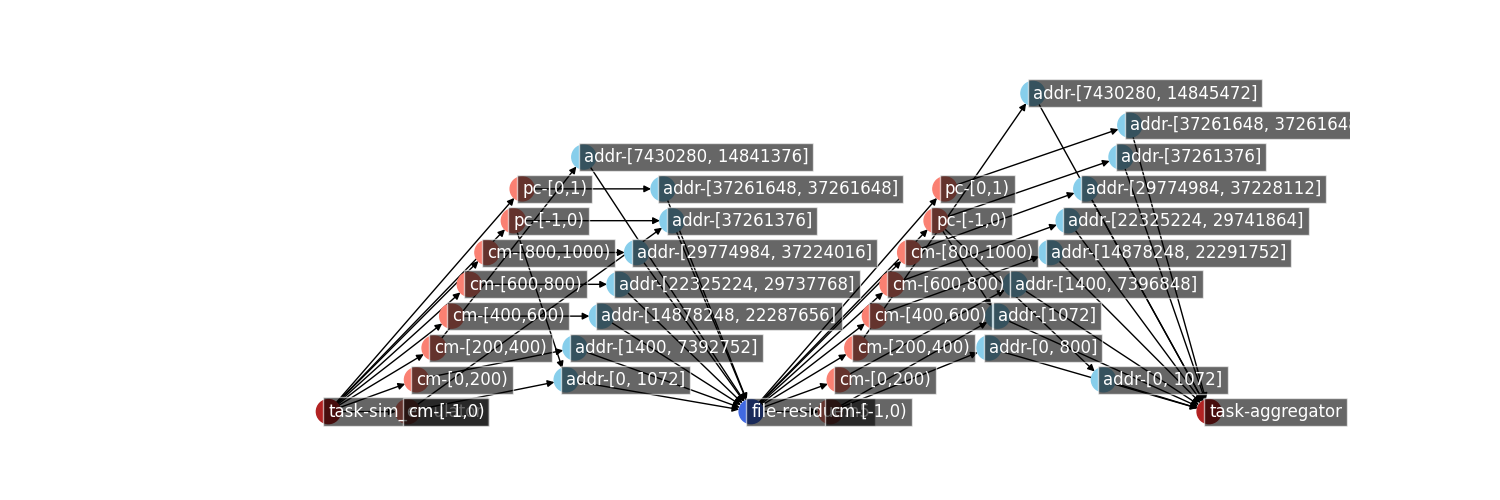 addr-[7430280, 14845472]
addr-[37261648, 3726164
addr-[7430280, 14841376]
addr-[37261376]
pc-[0,1)
addr-[37261648, 37261648]
pc-[0,1)
addr-[29774984, 37228112]
pc-[-1,0)
addr-[37261376]
pc-[-1,0)
addr-[22325224, 29741864]
cm-[800,1000)
addr-[29774984, 37224016]
cm-[800,1000)
addr-[14878248, 22291752]
cm-[600,800)
addr-[22325224, 29737768]
cm-[600,800)
addr-[1400, 7396848]
cm-[400,600)
addr-[14878248, 22287656]
cm-[400,600)
addr-[1072]
cm-[200,400)
addr-[1400, 7392752]
cm-[200,400)
addr-[0, 800]
cm-[0,200)
addr-[0, 1072]
cm-[0,200)
addr-[0, 1072]
task-sim_
cm-[-1,0)
file-residu
cm-[-1,0)
task-aggregator